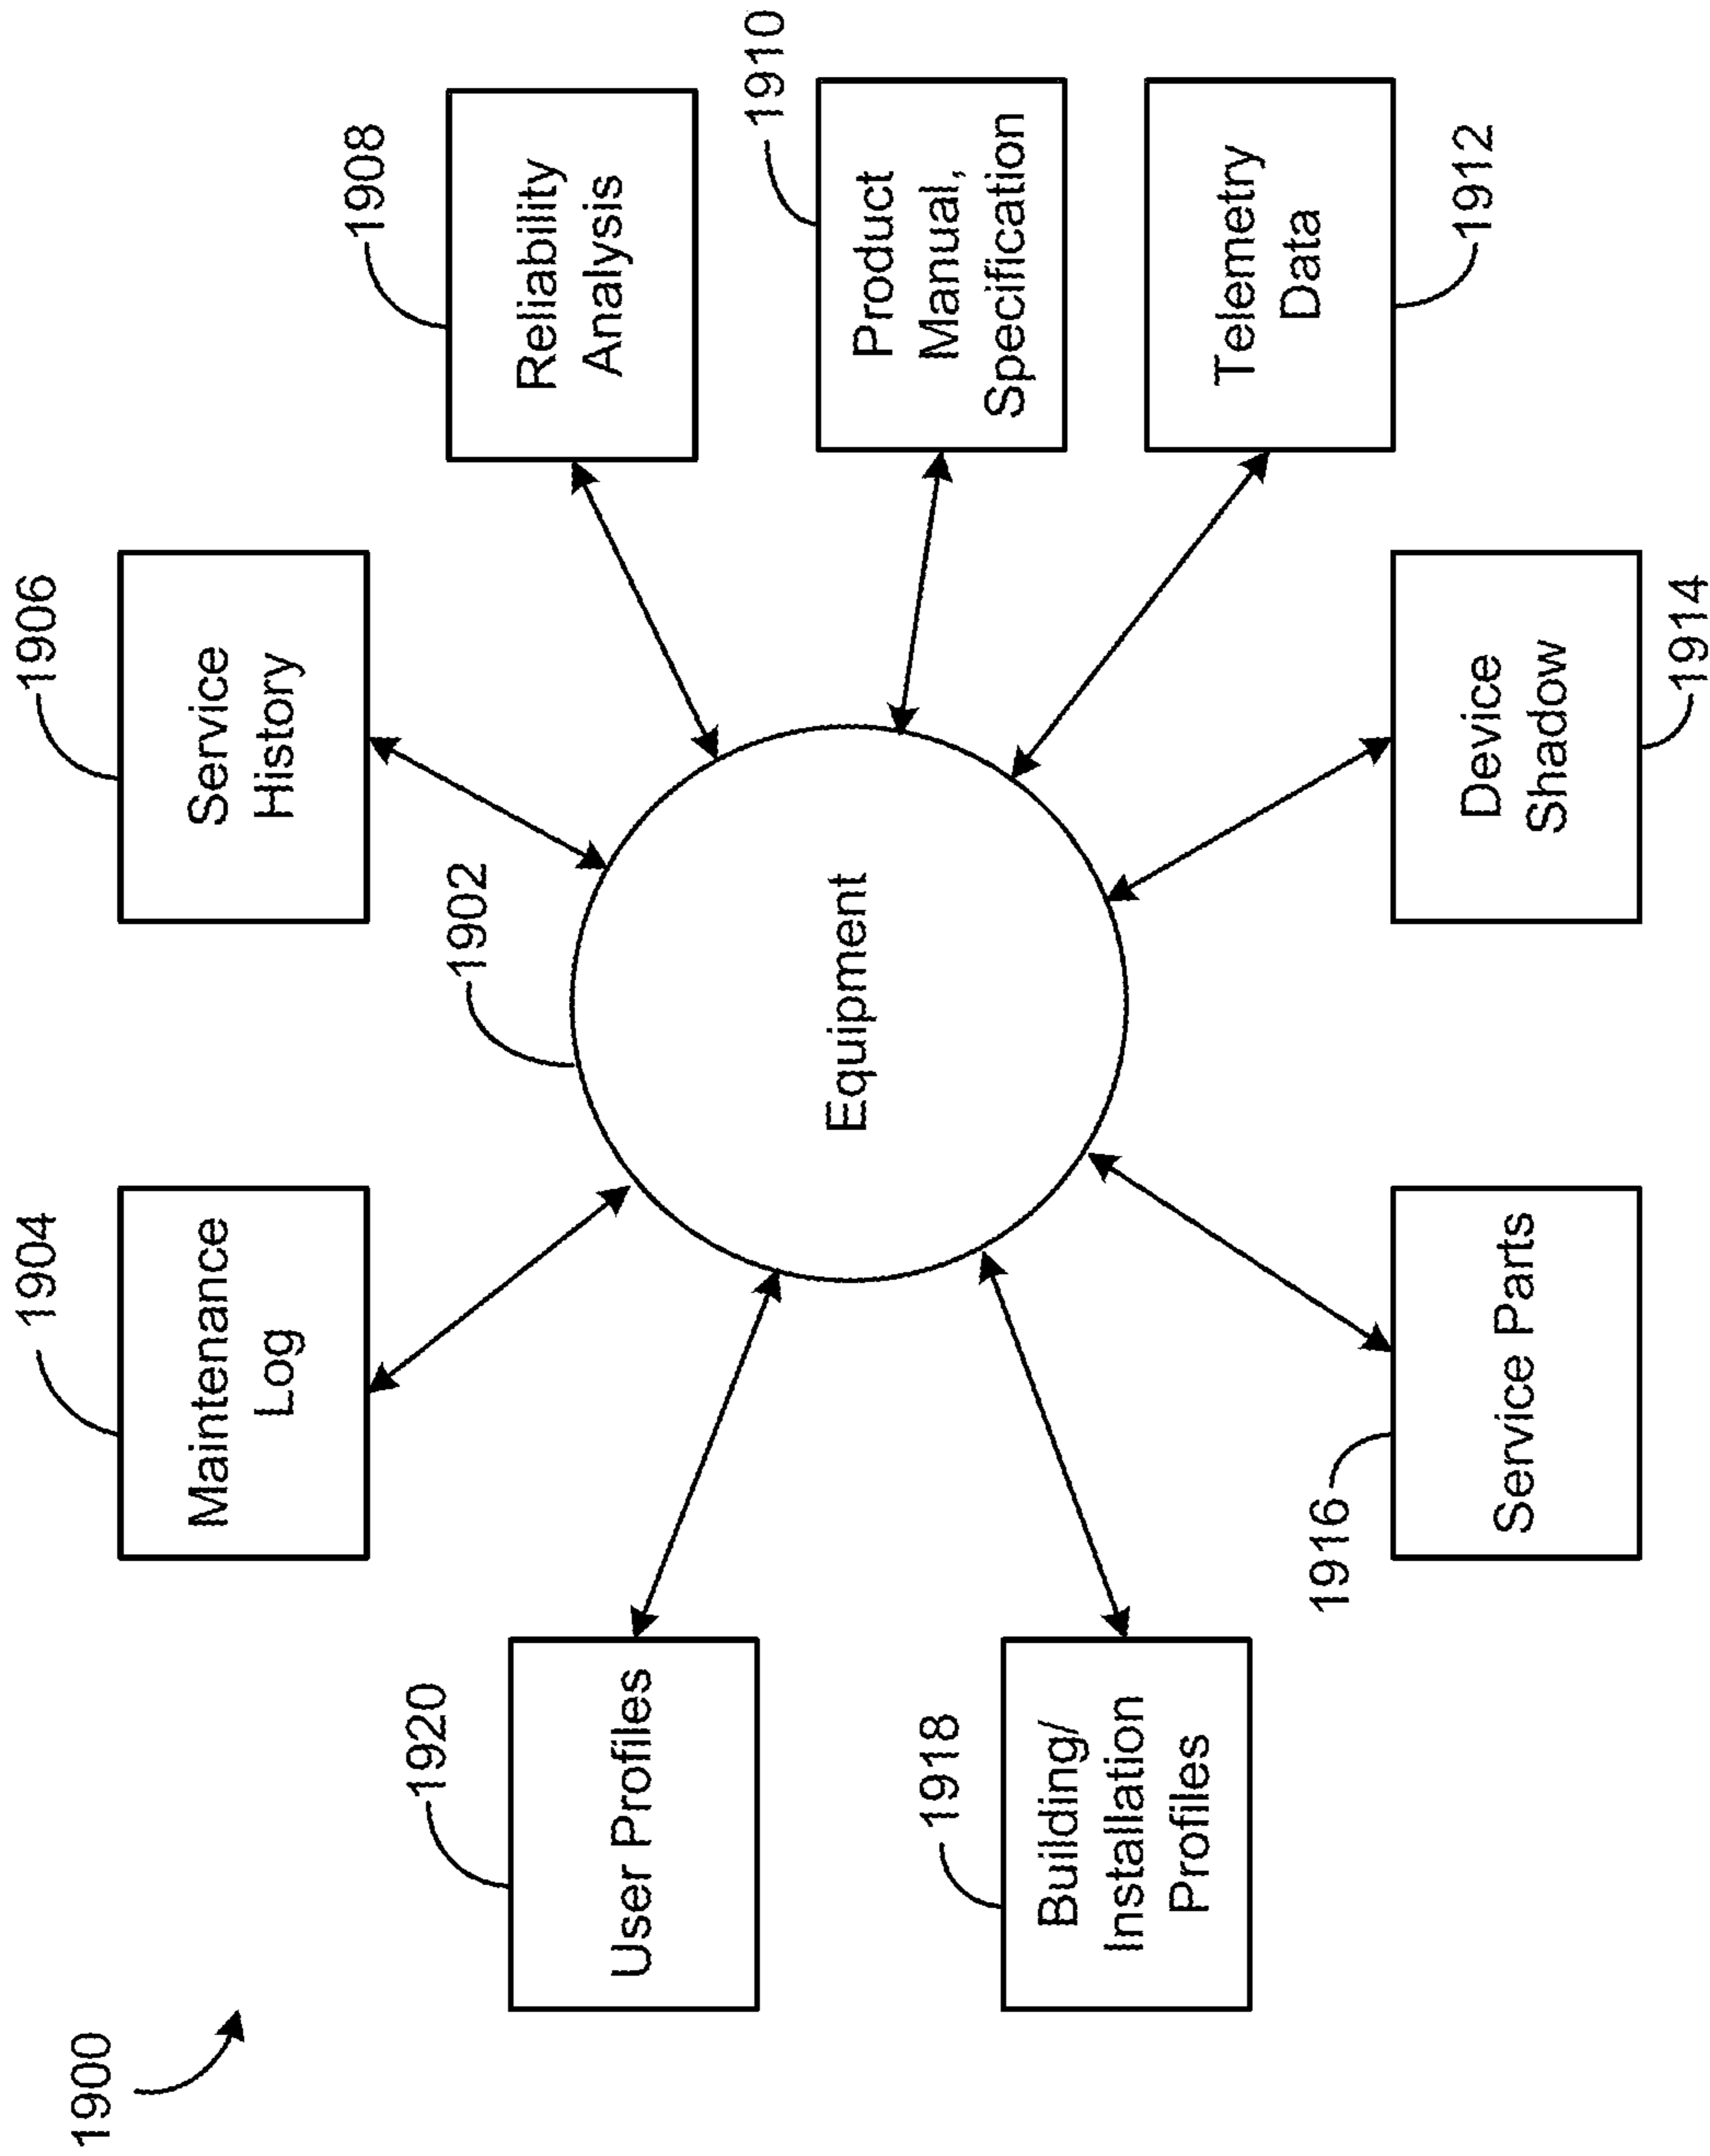 1900
1904
Maintenance
Log
1906
Service
History
1908
Reliability
Analysis
1902
Equipment
1920
User Profiles
1910
Product
Manual,
Specification
1918
Building/
Installation
Profiles
1912
Telemetry
Data
1916
Service Parts
1914
Device
Shadow